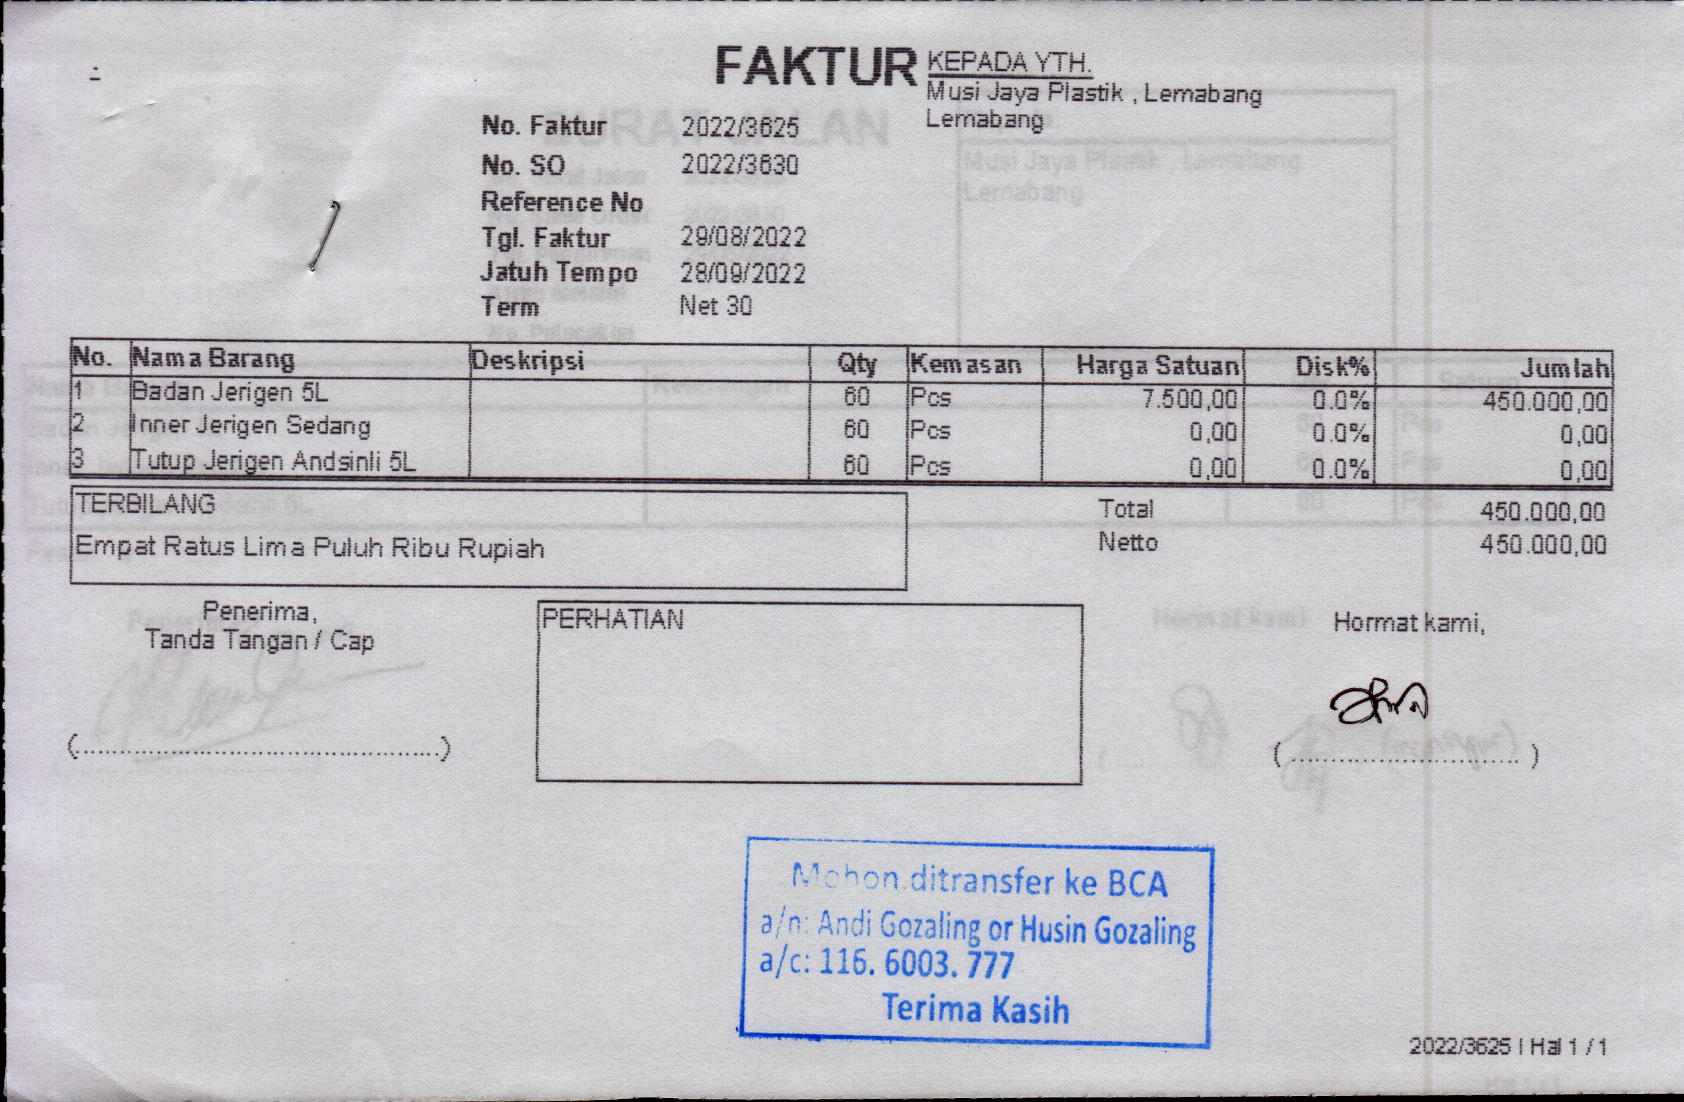 FAKTUR
KEPADA YTH.
Musi Jaya Plastik , Lemabang
Lemabang
No. Faktur 2022/3625
No. SO 2022/3630
Reference No
Tgl. Faktur 29/08/2022
Jatuh Tempo 28/09/2022
Term Net 30
No. Nama Barang Deskripsi Qty Kemasan Harga Satuan Disk% Jumlah
1 Badan Jerigen 5L 60 Pcs 7.500,00 0.0% 450.000,00
2 Inner Jerigen Sedang 60 Pcs 0,00 0.0% 0,00
3 Tutup Jerigen Andsinli 5L 60 Pcs 0,00 0.0% 0,00
TERBILANG
Empat Ratus Lima Puluh Ribu Rupiah
Total 450.000,00
Netto 450.000,00
Penerima,
Tanda Tangan / Cap
(..............................................)
PERHATIAN
Hormat kami,
( .............................. )
Mohon ditransfer ke BCA
a/n: Andi Gozaling or Husin Gozaling
a/c: 116. 6003. 777
Terima Kasih
2022/3625 | Hal 1 / 1